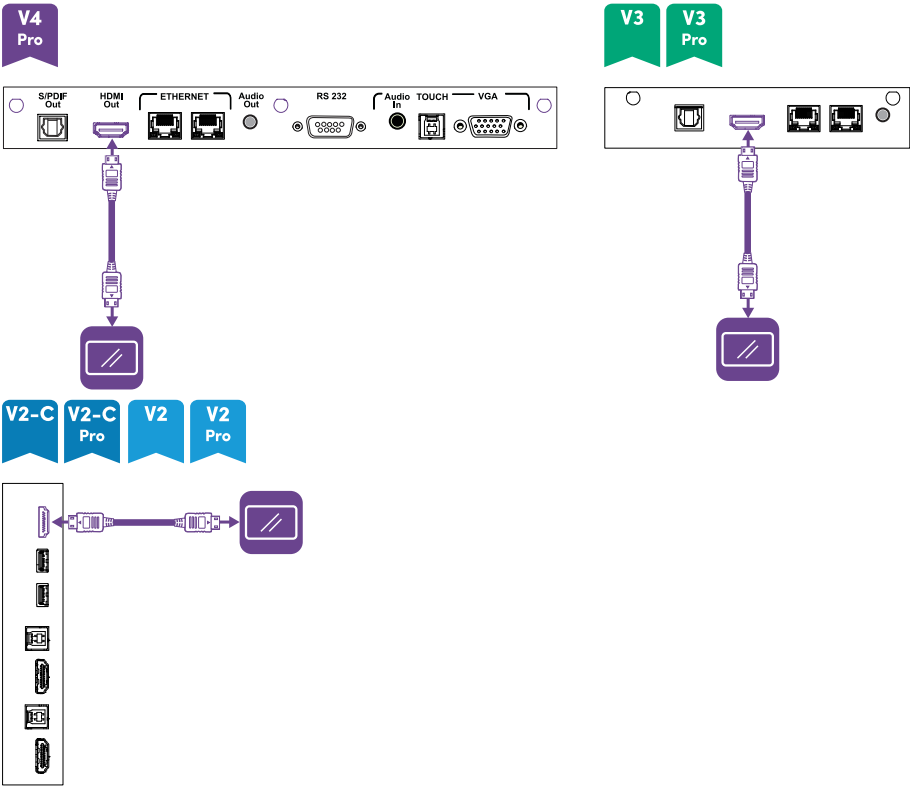 V4
Pro
V3
V3
Pro
S/PDIF
Out
HDMI
Out
ETHERNET
Audio
Out
RS 232
Audio
In
TOUCH
VGA
V2-C
V2-C
Pro
V2
V2
Pro